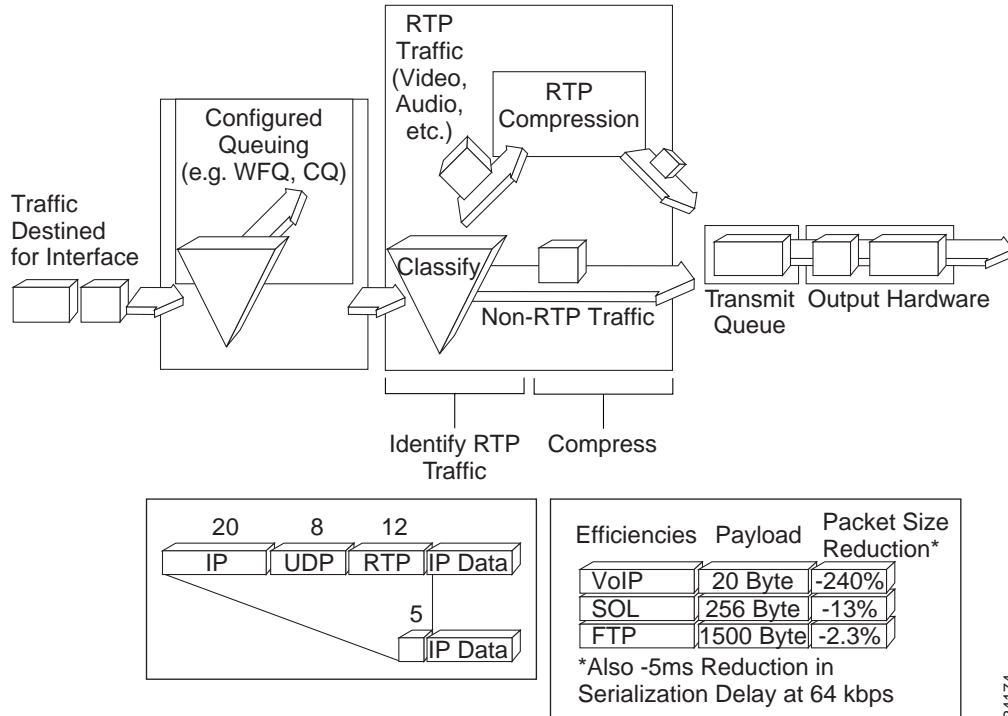 RTP
Traffic
(Video,
Audio,
etc.)
RTP
Compression
Configured
Queuing
(e.g. WFQ, CQ)
Traffic
Destined
for Interface
Classify
Non-RTP Traffic
Transmit
Queue
Output Hardware
Identify RTP
Traffic
Compress
20 8 12
IP UDP RTP IP Data
5
IP Data
Efficiencies Payload Packet Size
Reduction*
VoIP 20 Byte -240%
SOL 256 Byte -13%
FTP 1500 Byte -2.3%
*Also -5ms Reduction in
Serialization Delay at 64 kbps